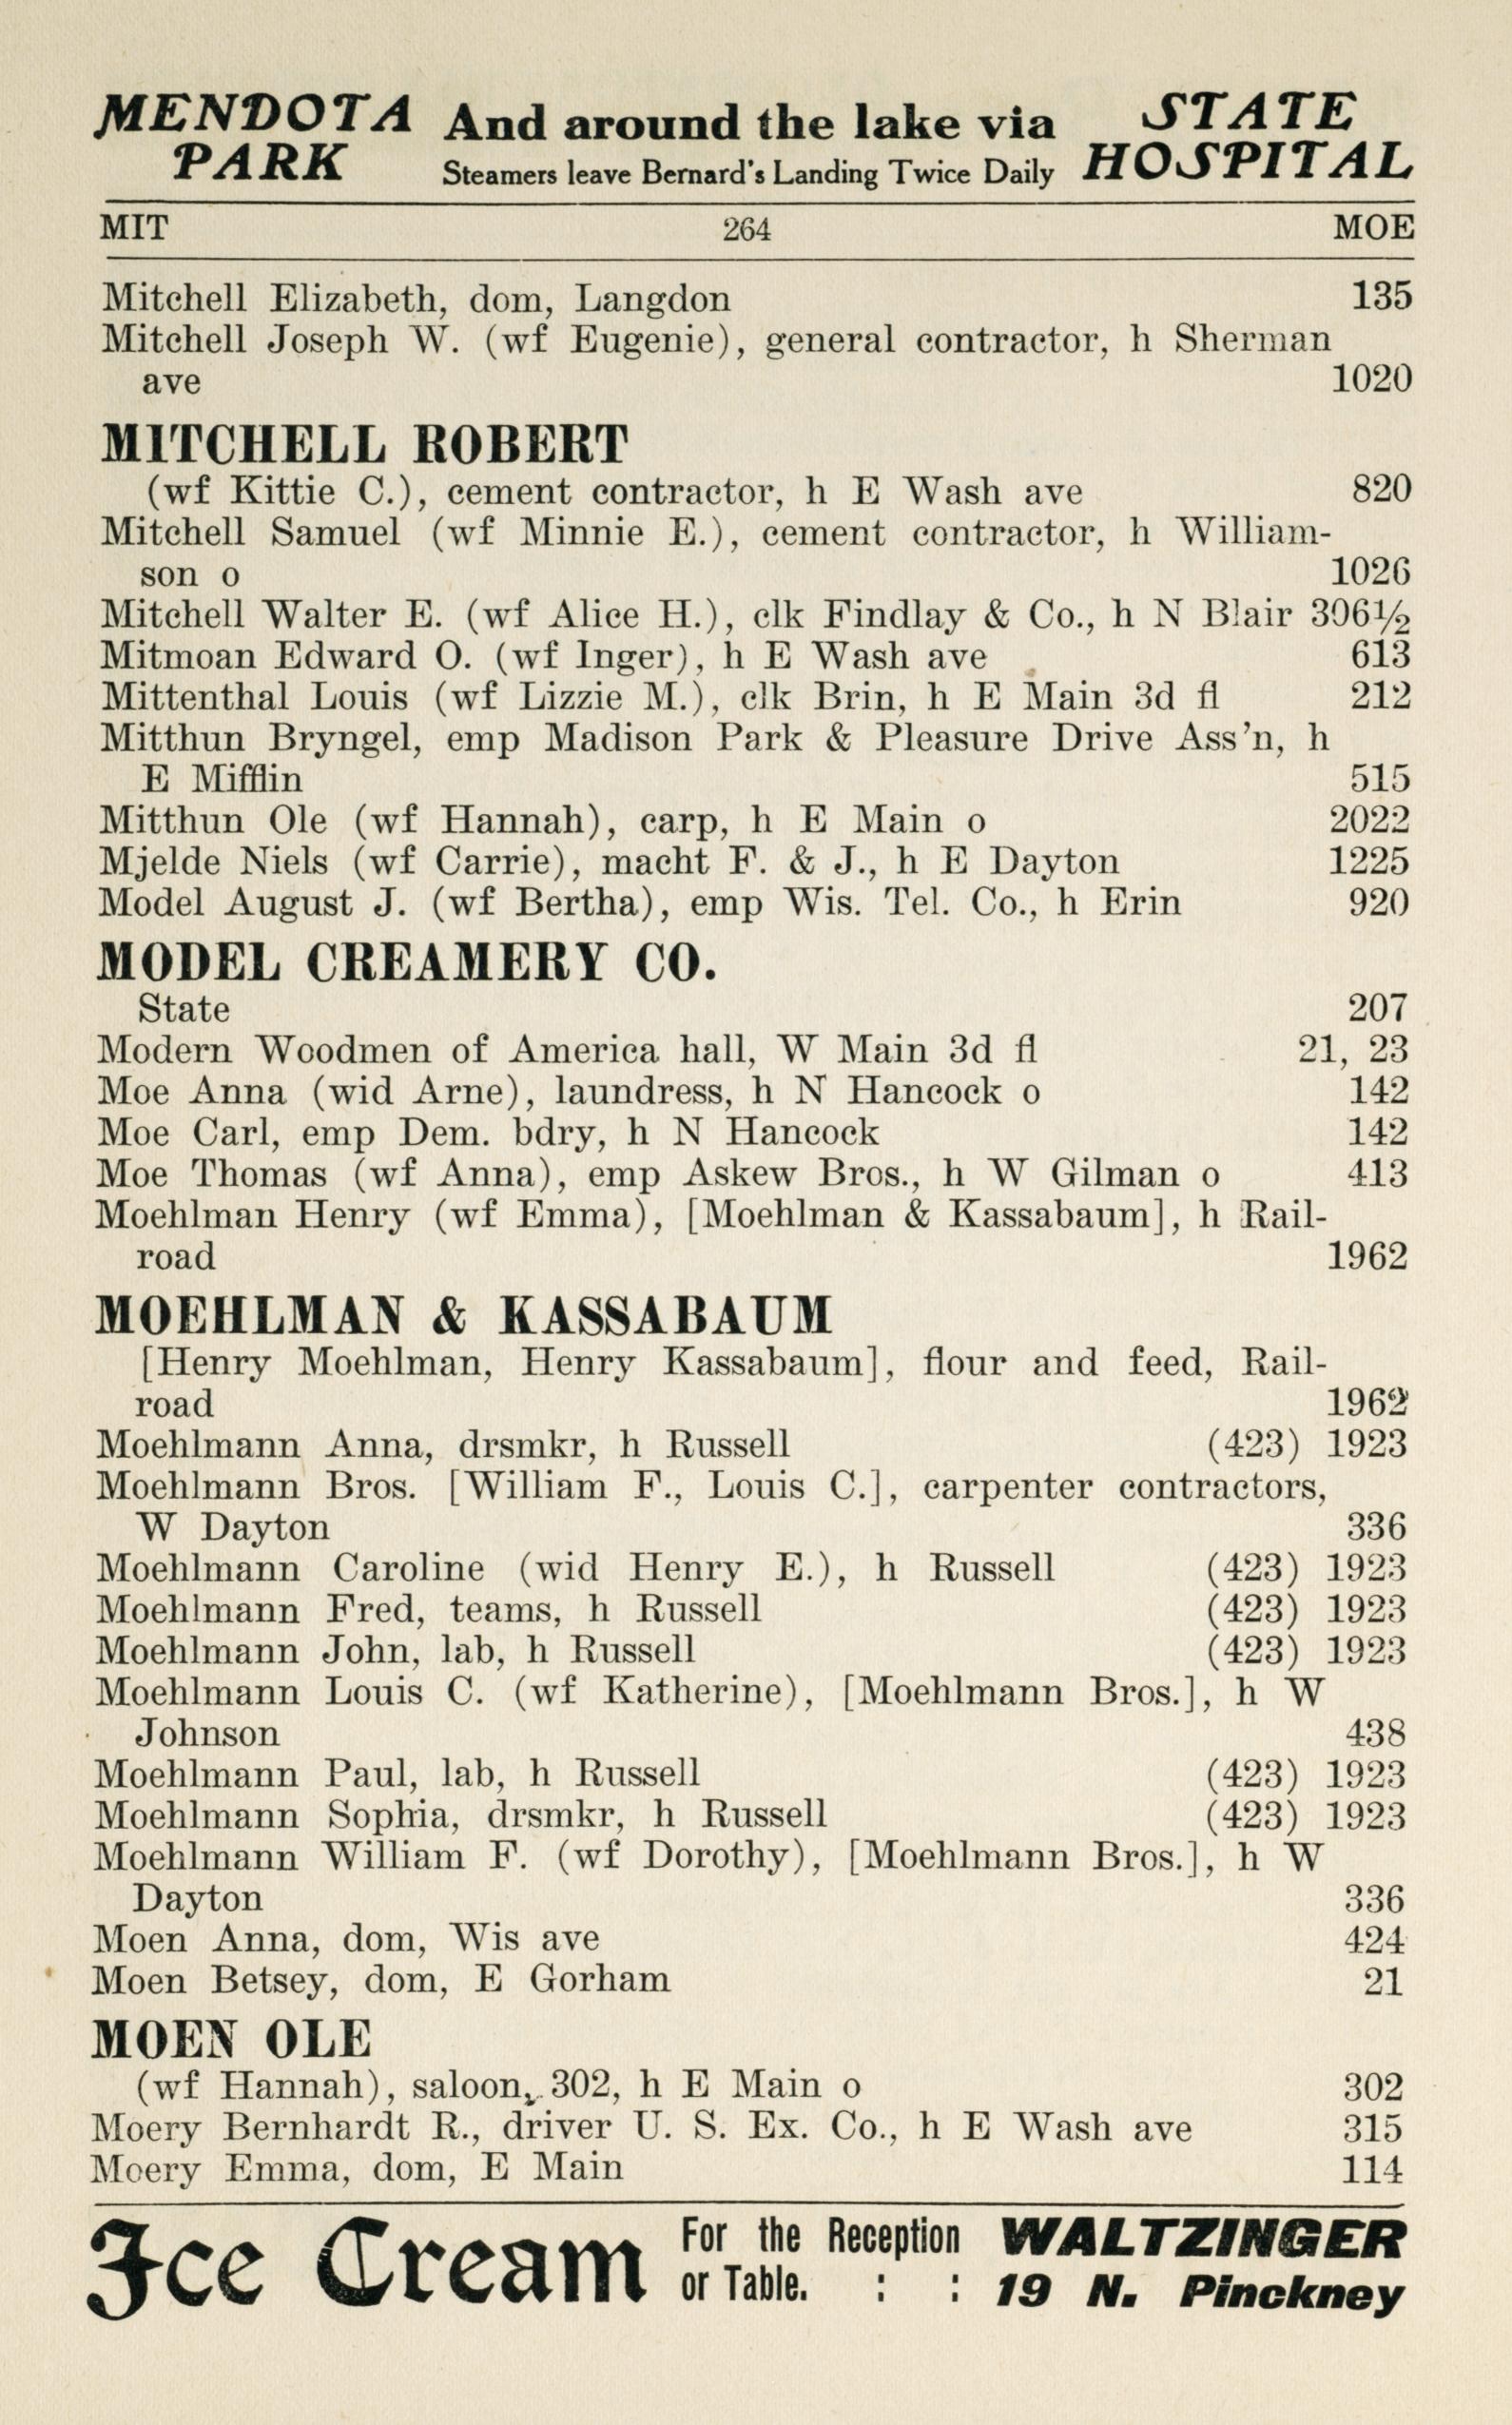 MENDOTA PARK And around the lake via STATE HOSPITAL
Steamers leave Bernard's Landing Twice Daily
MIT 264 MOE
Mitchell Elizabeth, dom, Langdon 135
Mitchell Joseph W. (wf Eugenie), general contractor, h Sherman
ave 1020
MITCHELL ROBERT
(wf Kittie C.), cement contractor, h E Wash ave 820
Mitchell Samuel (wf Minnie E.), cement contractor, h William-
son o 1026
Mitchell Walter E. (wf Alice H.), clk Findlay & Co., h N Blair 306½
Mitmoan Edward O. (wf Inger), h E Wash ave 613
Mittenthal Louis (wf Lizzie M.), clk Brin, h E Main 3d fl 212
Mitthun Bryngel, emp Madison Park & Pleasure Drive Ass'n, h
E Mifflin 515
Mitthun Ole (wf Hannah), carp, h E Main o 2022
Mjelde Niels (wf Carrie), macht F. & J., h E Dayton 1225
Model August J. (wf Bertha), emp Wis. Tel. Co., h Erin 920
MODEL CREAMERY CO.
State 207
Modern Woodmen of America hall, W Main 3d fl 21, 23
Moe Anna (wid Arne), laundress, h N Hancock o 142
Moe Carl, emp Dem. bdry, h N Hancock 142
Moe Thomas (wf Anna), emp Askew Bros., h W Gilman o 413
Moehlman Henry (wf Emma), [Moehlman & Kassabaum], h Rail-
road 1962
MOEHLMAN & KASSABAUM
[Henry Moehlman, Henry Kassabaum], flour and feed, Rail-
road 1962
Moehlmann Anna, drsmkr, h Russell (423) 1923
Moehlmann Bros. [William F., Louis C.], carpenter contractors,
W Dayton 336
Moehlmann Caroline (wid Henry E.), h Russell (423) 1923
Moehlmann Fred, teams, h Russell (423) 1923
Moehlmann John, lab, h Russell (423) 1923
Moehlmann Louis C. (wf Katherine), [Moehlmann Bros.], h W
Johnson 438
Moehlmann Paul, lab, h Russell (423) 1923
Moehlmann Sophia, drsmkr, h Russell (423) 1923
Moehlmann William F. (wf Dorothy), [Moehlmann Bros.], h W
Dayton 336
Moen Anna, dom, Wis ave 424
Moen Betsey, dom, E Gorham 21
MOEN OLE
(wf Hannah), saloon, 302, h E Main o 302
Moery Bernhardt R., driver U. S. Ex. Co., h E Wash ave 315
Moery Emma, dom, E Main 114
Ice Cream For the Reception WALTZINGER
or Table. : : 19 N. Pinckney